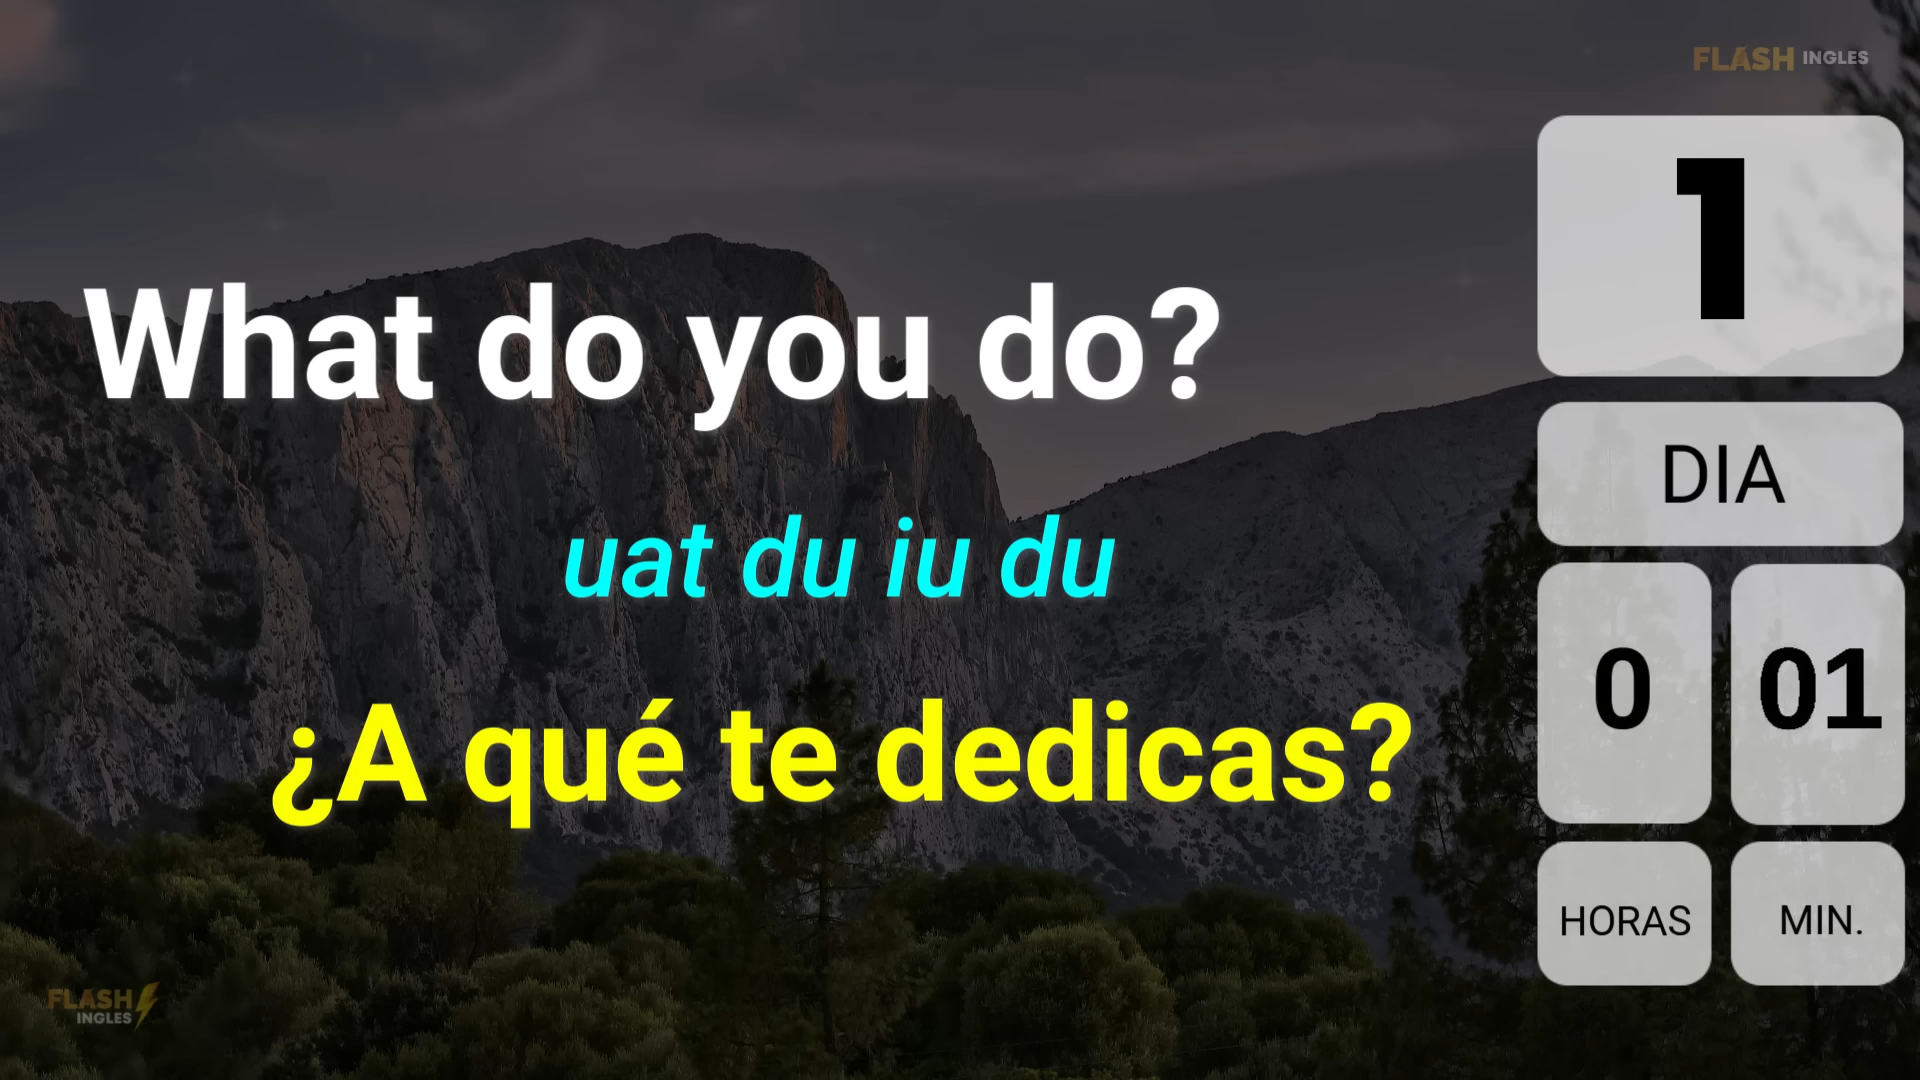 FLASH INGLES
1
DIA
What do you do?
uat du iu du
¿A qué te dedicas?
0 01
HORAS MIN.
FLASH
INGLES